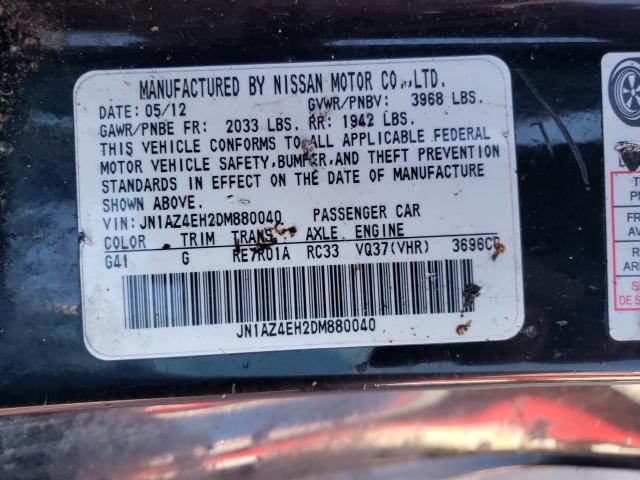 MANUFACTURED BY NISSAN MOTOR CO.,LTD.
DATE: 05/12 GVWR/PNBV: 3968 LBS.
GAWR/PNBE FR: 2033 LBS. RR: 1942 LBS.
THIS VEHICLE CONFORMS TO ALL APPLICABLE FEDERAL
MOTOR VEHICLE SAFETY, BUMPER, AND THEFT PREVENTION
STANDARDS IN EFFECT ON THE DATE OF MANUFACTURE
SHOWN ABOVE.
VIN: JN1AZ4EH2DM880040 PASSENGER CAR
COLOR TRIM TRANS. AXLE ENGINE
G41 G RE7R01A RC33 VQ37(VHR) 3696CC
JN1AZ4EH2DM880040